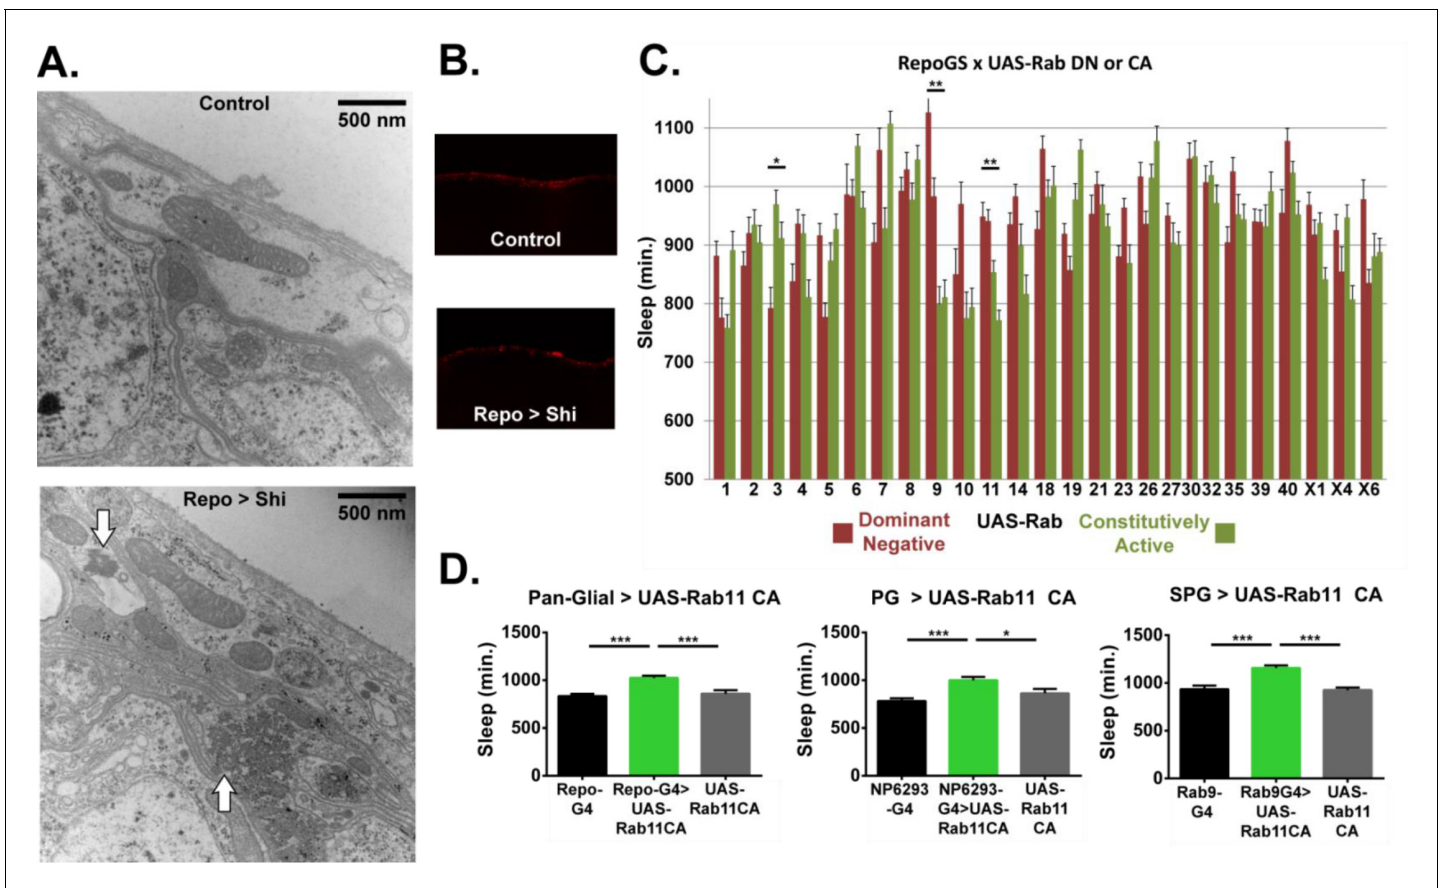 A.
Control
500 nm
Repo > Shi
500 nm
B.
Control
Repo > Shi
C.
RepoGS x UAS-Rab DN or CA
**
*
**
Sleep (min.)
1100
1000
900
800
700
600
500
1 2 3 4 5 6 7 8 9 10 11 14 18 19 21 23 26 27 30 32 35 39 40 X1 X4 X6
Dominant
Negative
UAS-Rab
Constitutively
Active
D.
Pan-Glial > UAS-Rab11 CA
*** ***
Sleep (min.)
1500
1000
500
0
Repo-
G4
Repo-G4>
UAS-
Rab11CA
UAS-
Rab11CA
PG > UAS-Rab11 CA
*** *
Sleep (min.)
1500
1000
500
0
NP6293
-G4
NP6293-
G4>UAS-
Rab11CA
UAS-
Rab11
CA
SPG > UAS-Rab11 CA
*** ***
Sleep (min.)
1500
1000
500
0
Rab9-
G4
Rab9G4>
UAS-
Rab11CA
UAS-
Rab11
CA